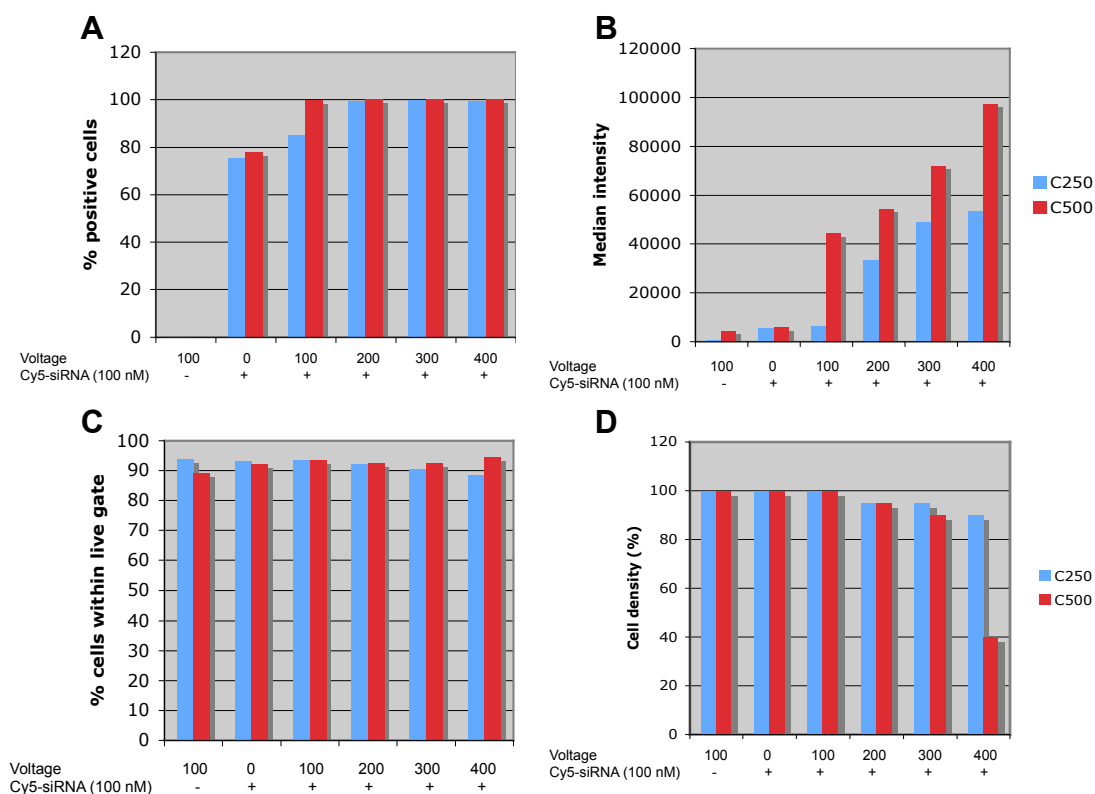 A
120
100
80
60
40
20
0
% positive cells
Voltage 100 0 100 200 300 400
Cy5-siRNA (100 nM) - + + + + +
B
120000
100000
80000
60000
40000
20000
0
Median intensity
Voltage 100 0 100 200 300 400
Cy5-siRNA (100 nM) - + + + + +
C250
C500
C
100
90
80
70
60
50
40
30
20
10
0
% cells within live gate
Voltage 100 0 100 200 300 400
Cy5-siRNA (100 nM) - + + + + +
D
120
100
80
60
40
20
0
Cell density (%)
Voltage 100 0 100 200 300 400
Cy5-siRNA (100 nM) - + + + + +
C250
C500